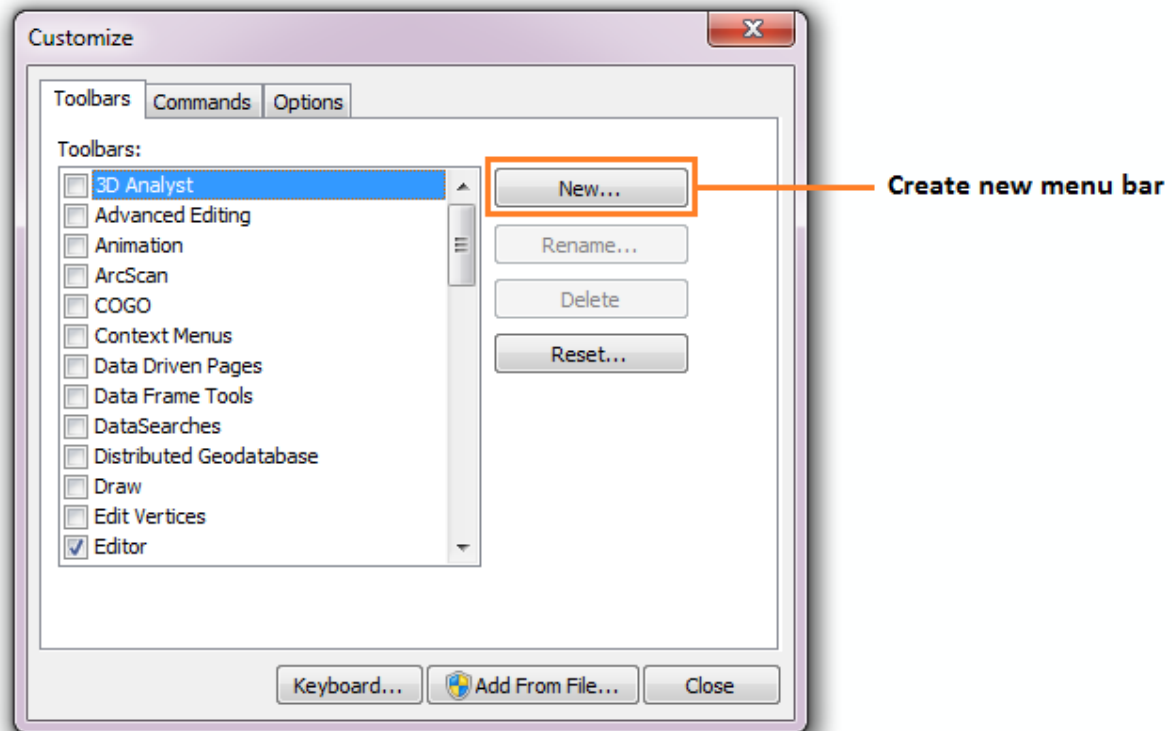 Customize
Toolbars
Commands
Options
Toolbars:
3D Analyst
Advanced Editing
Animation
ArcScan
COGO
Context Menus
Data Driven Pages
Data Frame Tools
DataSearches
Distributed Geodatabase
Draw
Edit Vertices
Editor
New...
Rename...
Delete
Reset...
Create new menu bar
Keyboard...
Add From File...
Close